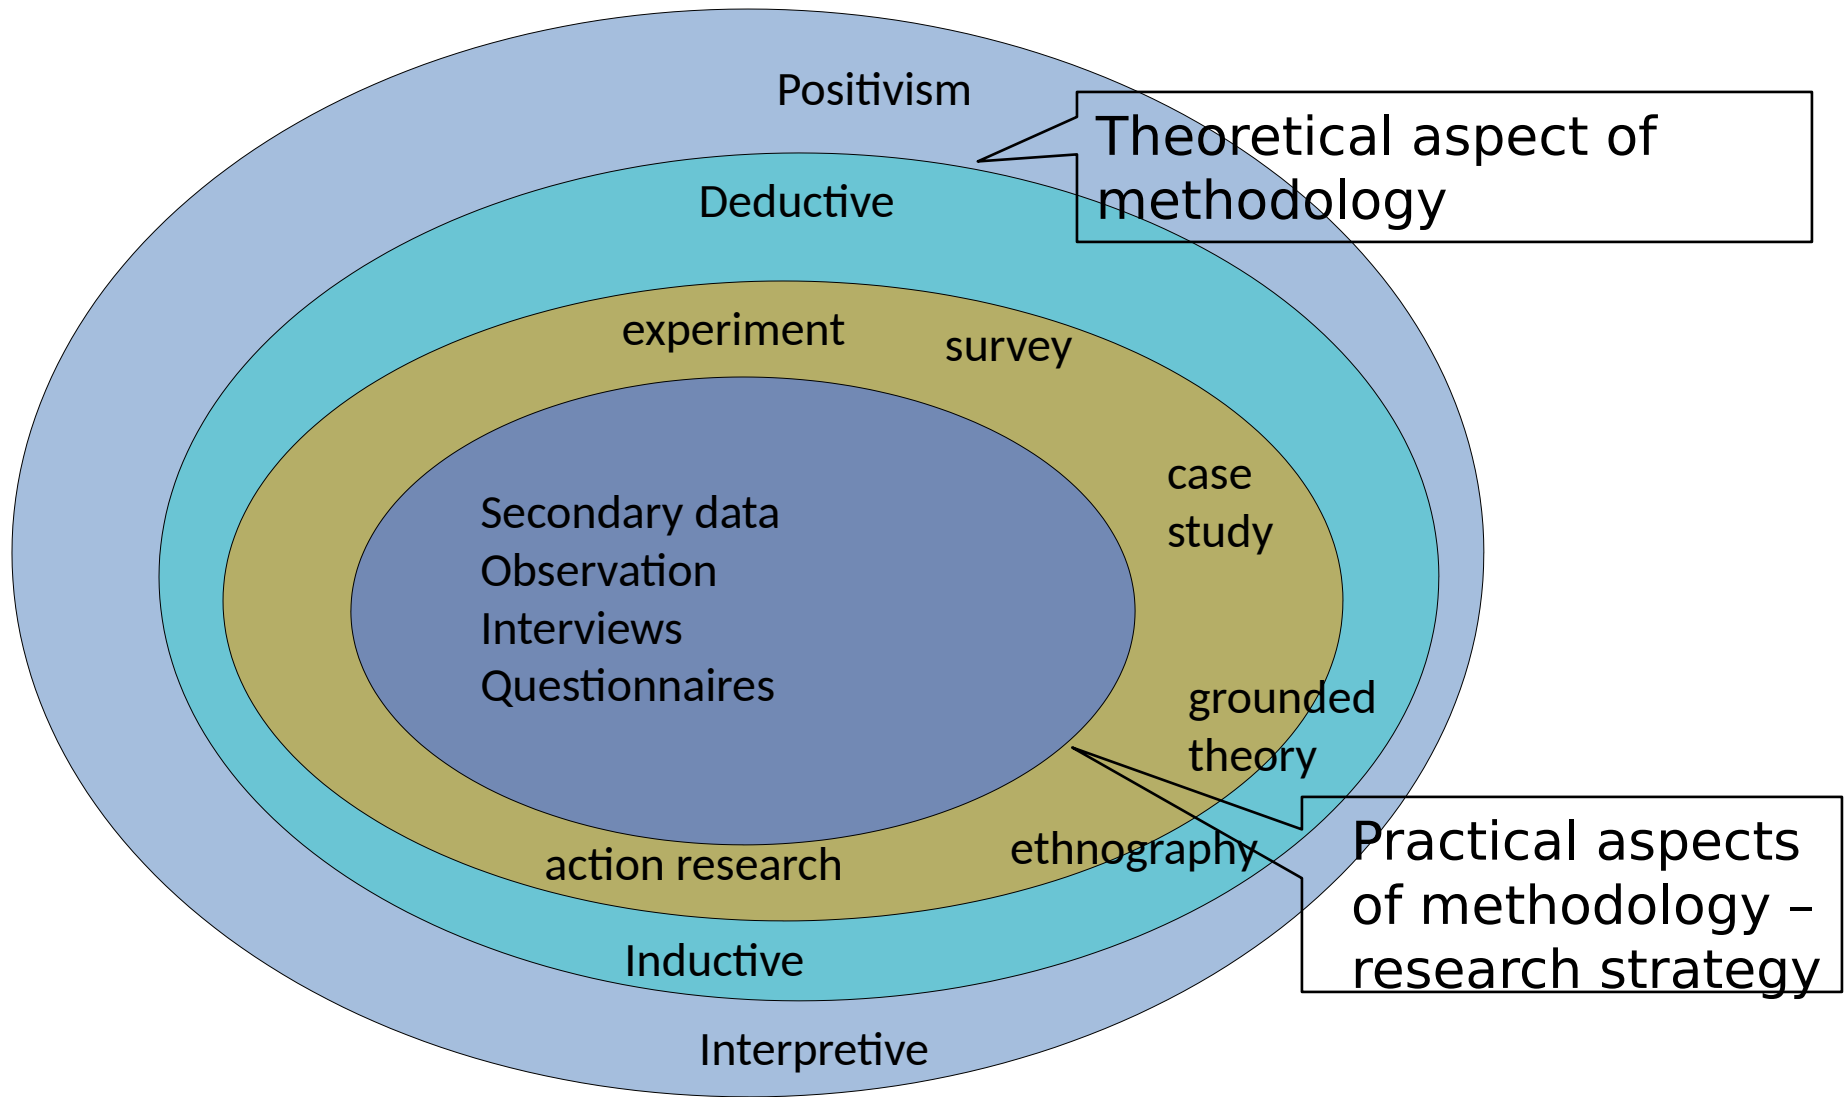 Positivism
Theoretical aspect of
methodology
Deductive
experiment
survey
case
study
Secondary data
Observation
Interviews
Questionnaires
grounded
theory
ethnography
action research
Practical aspects
of methodology –
research strategy
Inductive
Interpretive